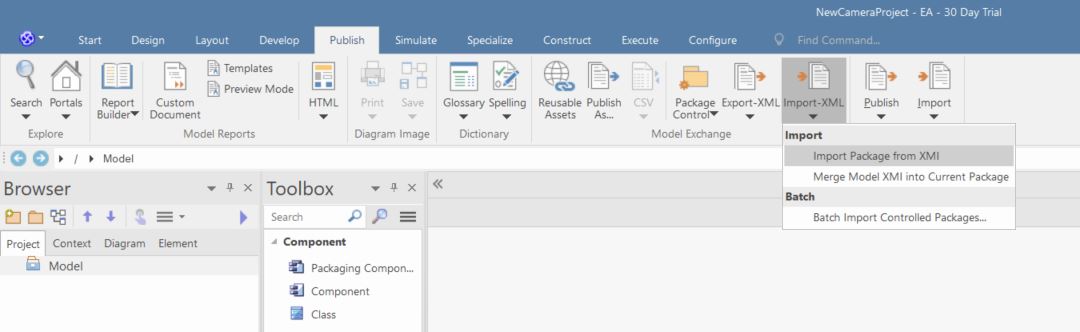 NewCameraProject - EA - 30 Day Trial
Start Design Layout Develop Publish Simulate Specialize Construct Execute Configure Find Command...
Search Portals
Explore
Report Builder Custom Document Templates Preview Mode HTML
Model Reports
Print Save
Diagram Image
Glossary Spelling
Dictionary
Reusable Assets Publish As... CSV Package Control Export-XML Import-XML
Model Exchange
Publish Import
Import
Import Package from XMI
Merge Model XMI into Current Package
Batch
Batch Import Controlled Packages...
/ Model
Browser
Project Context Diagram Element
Model
Toolbox
Search
Component
Packaging Compon...
Component
Class